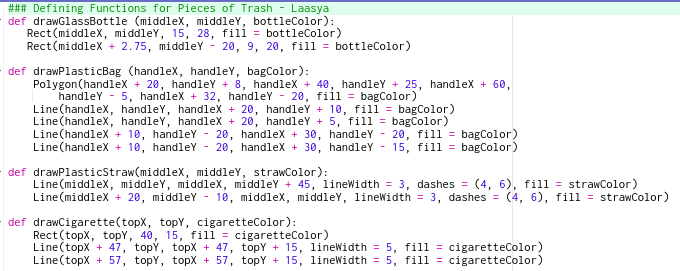 ### Defining Functions for Pieces of Trash - Laasya
def drawGlassBottle (middleX, middleY, bottleColor):
Rect(middleX, middleY, 15, 28, fill = bottleColor)
Rect(middleX + 2.75, middleY - 20, 9, 20, fill = bottleColor)
def drawPlasticBag (handleX, handleY, bagColor):
Polygon(handleX + 20, handleY + 8, handleX + 40, handleY + 25, handleX + 60,
handleY - 5, handleX + 32, handleY - 20, fill = bagColor)
Line(handleX, handleY, handleX + 20, handleY + 10, fill = bagColor)
Line(handleX, handleY, handleX + 20, handleY + 5, fill = bagColor)
Line(handleX + 10, handleY - 20, handleX + 30, handleY - 20, fill = bagColor)
Line(handleX + 10, handleY - 20, handleX + 30, handleY - 15, fill = bagColor)
def drawPlasticStraw(middleX, middleY, strawColor):
Line(middleX, middleY, middleX, middleY + 45, lineWidth = 3, dashes = (4, 6), fill = strawColor)
Line(middleX + 20, middleY - 10, middleX, middleY, lineWidth = 3, dashes = (4, 6), fill = strawColor)
def drawCigarette(topX, topY, cigaretteColor):
Rect(topX, topY, 40, 15, fill = cigaretteColor)
Line(topX + 47, topY, topX + 47, topY + 15, lineWidth = 5, fill = cigaretteColor)
Line(topX + 57, topY, topX + 57, topY + 15, lineWidth = 5, fill = cigaretteColor)